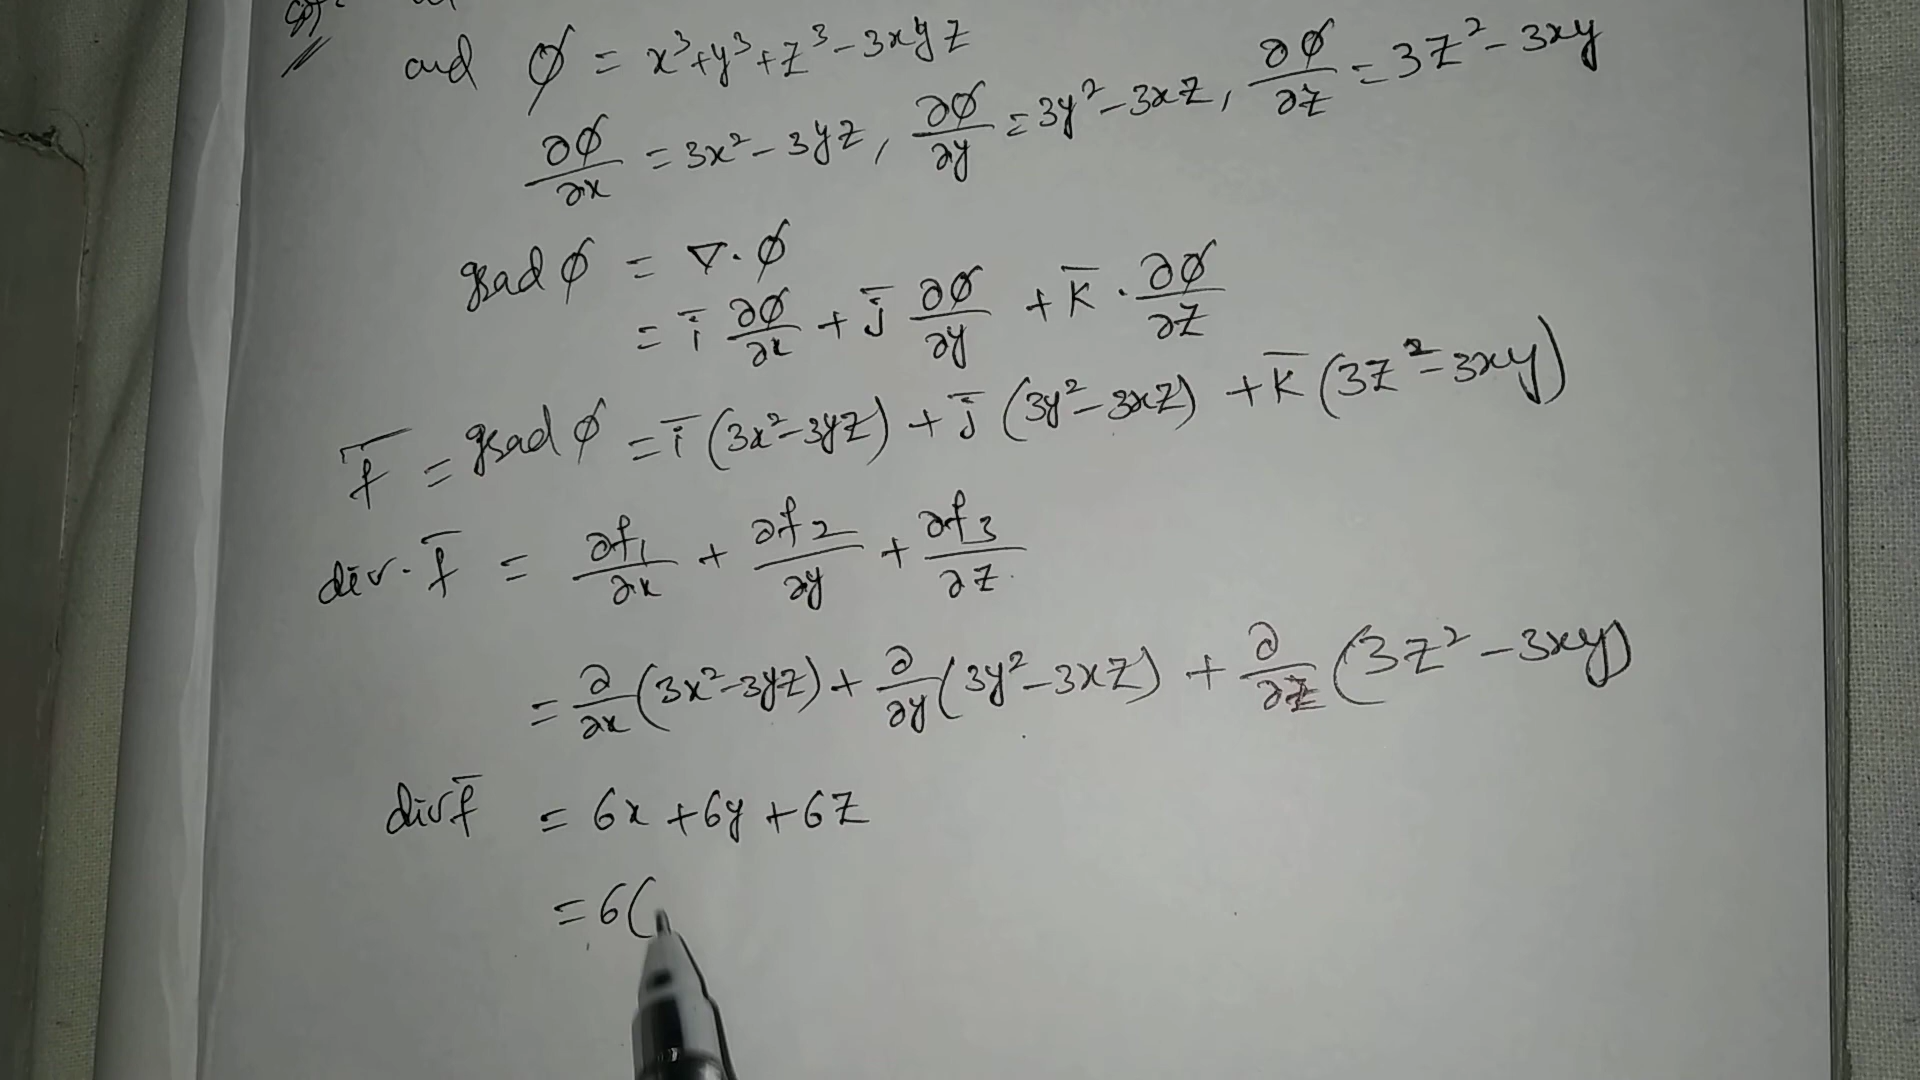 and ϕ = x³+y³+z³-3xyz
∂ϕ/∂x = 3x²-3yz, ∂ϕ/∂y = 3y²-3xz, ∂ϕ/∂z = 3z²-3xy
grad ϕ = ∇.ϕ
= i̅ ∂ϕ/∂x + j̅ ∂ϕ/∂y + k̅ . ∂ϕ/∂z
f̅ = grad ϕ = i̅ (3x²-3yz) + j̅ (3y²-3xz) + k̅ (3z²-3xy)
div. f̅ = ∂f₁/∂x + ∂f₂/∂y + ∂f₃/∂z.
= ∂/∂x (3x²-3yz) + ∂/∂y (3y²-3xz) + ∂/∂z (3z²-3xy)
div f̅ = 6x +6y +6z
= 6(